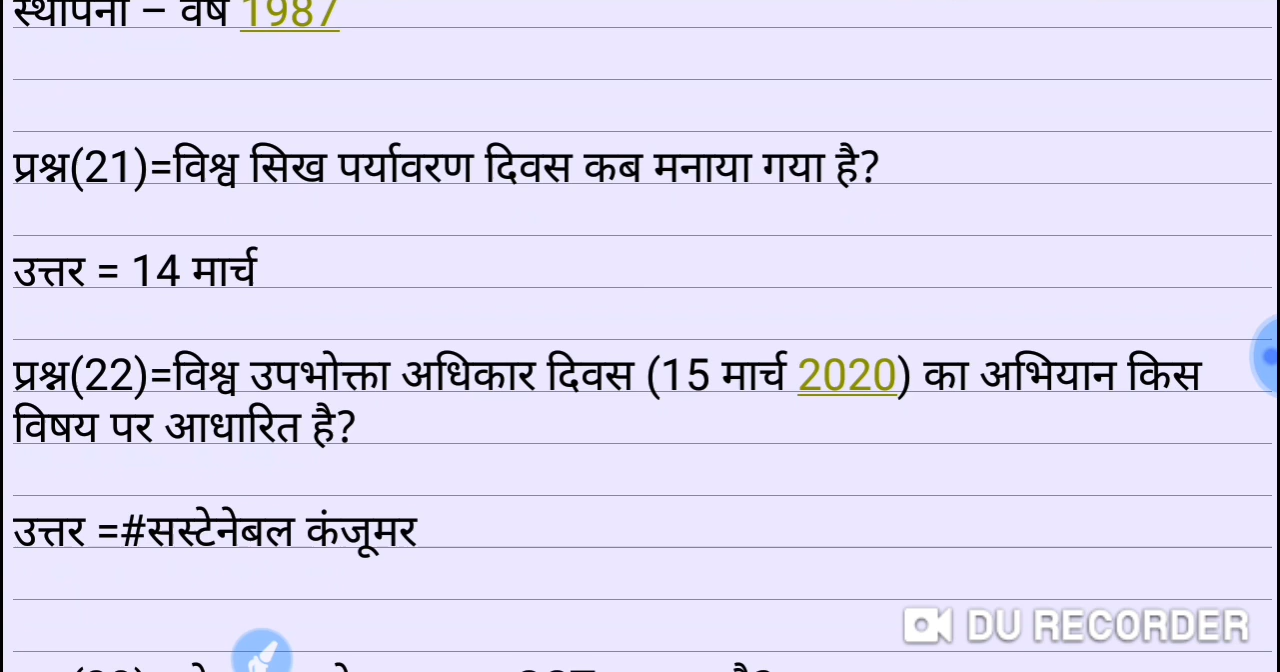 स्थापना – वर्ष 1987
प्रश्न(21)=विश्व सिख पर्यावरण दिवस कब मनाया गया है?
उत्तर = 14 मार्च
प्रश्न(22)=विश्व उपभोक्ता अधिकार दिवस (15 मार्च 2020) का अभियान किस
विषय पर आधारित है?
उत्तर =#सस्टेनेबल कंजूमर
DU RECORDER